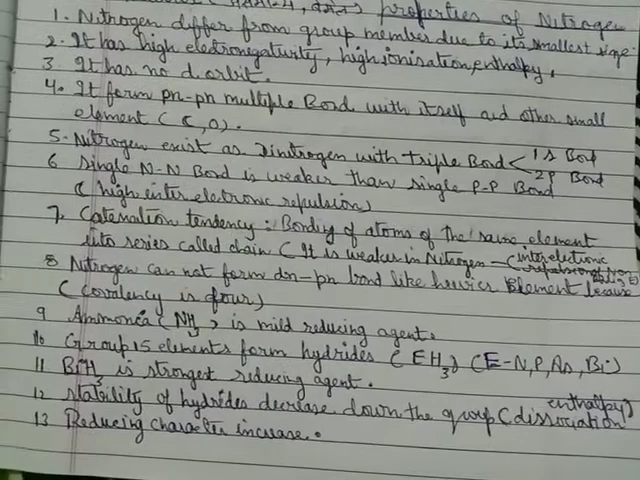 properties of Nitrogen
1. Nitrogen differ from group member due to its smallest size.
2. It has high electronegativity, high ionisation, enthalpy,
3. It has no d. orbit.
4. It form pπ-pπ multiple Bond with itself and other small
element (C, O).
5. Nitrogen exist as Dinitrogen with triple Bond < 1 s Bond
2 p Bond
6 Single N-N Bond is weaker than single P-P Bond
(high inter electronic repulsion)
7. Catenation tendency: Bonding of atoms of the same element
into series called chain (It is weaker in Nitrogen - (interelectronic
repulsion
8 Nitrogen can not form dπ-pπ bond like heavier Element because
(Covalency is four)
9 Ammonia (NH3) is mild reducing agent.
10 Group 15 elements form hydrides (EH3) (E-N, P, As, Bi)
11 BiH3 is strongest reducing agent.
12 Stability of hydrides decrease down the group (dissociation enthalpy)
13 Reducing character increase.